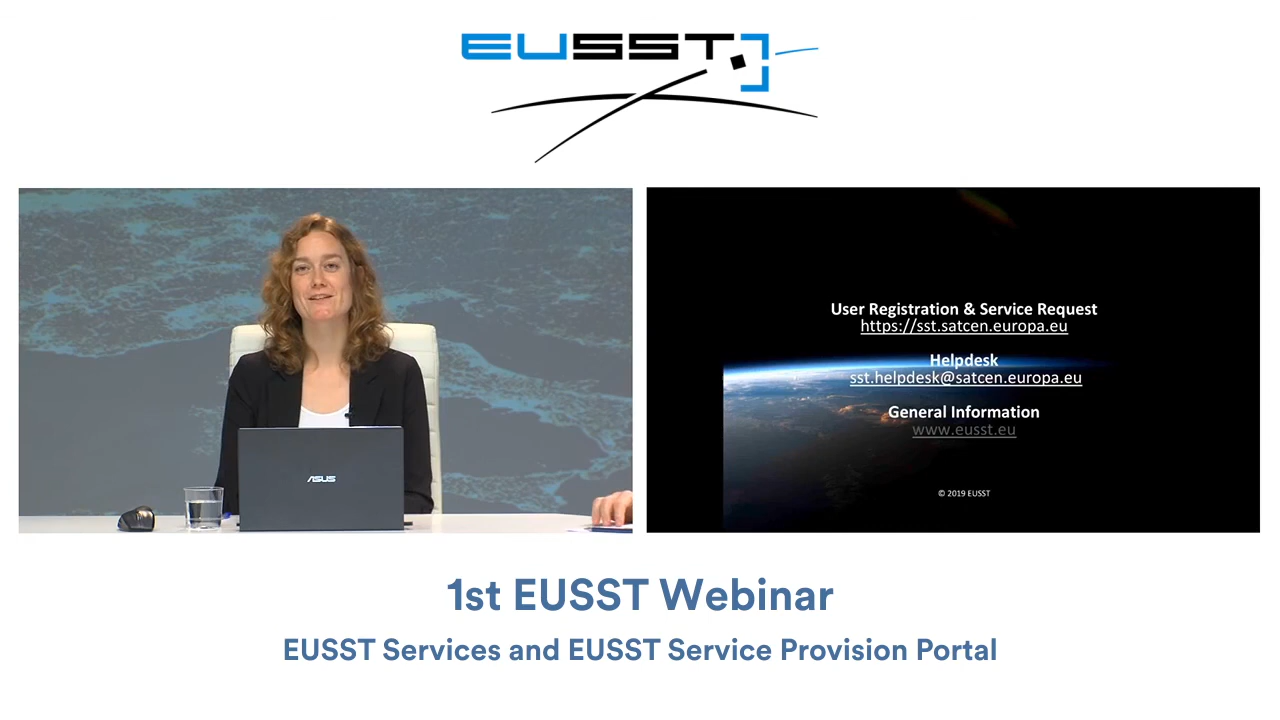 EUSST
User Registration & Service Request
https://sst.satcen.europa.eu
Helpdesk
sst.helpdesk@satcen.europa.eu
General Information
www.eusst.eu
© 2019 EUSST
ASUS
1st EUSST Webinar
EUSST Services and EUSST Service Provision Portal